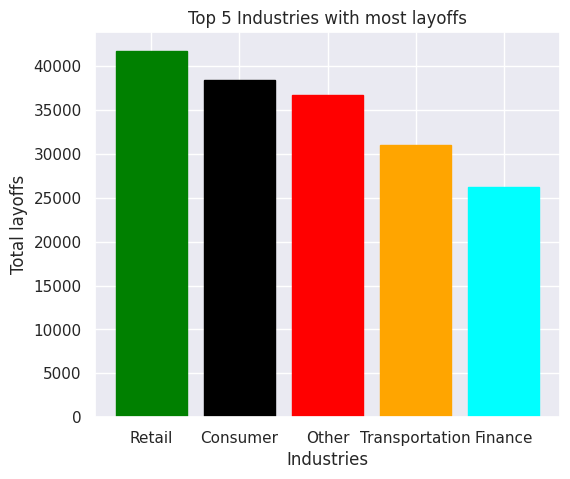 Top 5 Industries with most layoffs
40000
35000
30000
25000
20000
15000
10000
5000
0
Total layoffs
Retail Consumer Other Transportation Finance
Industries